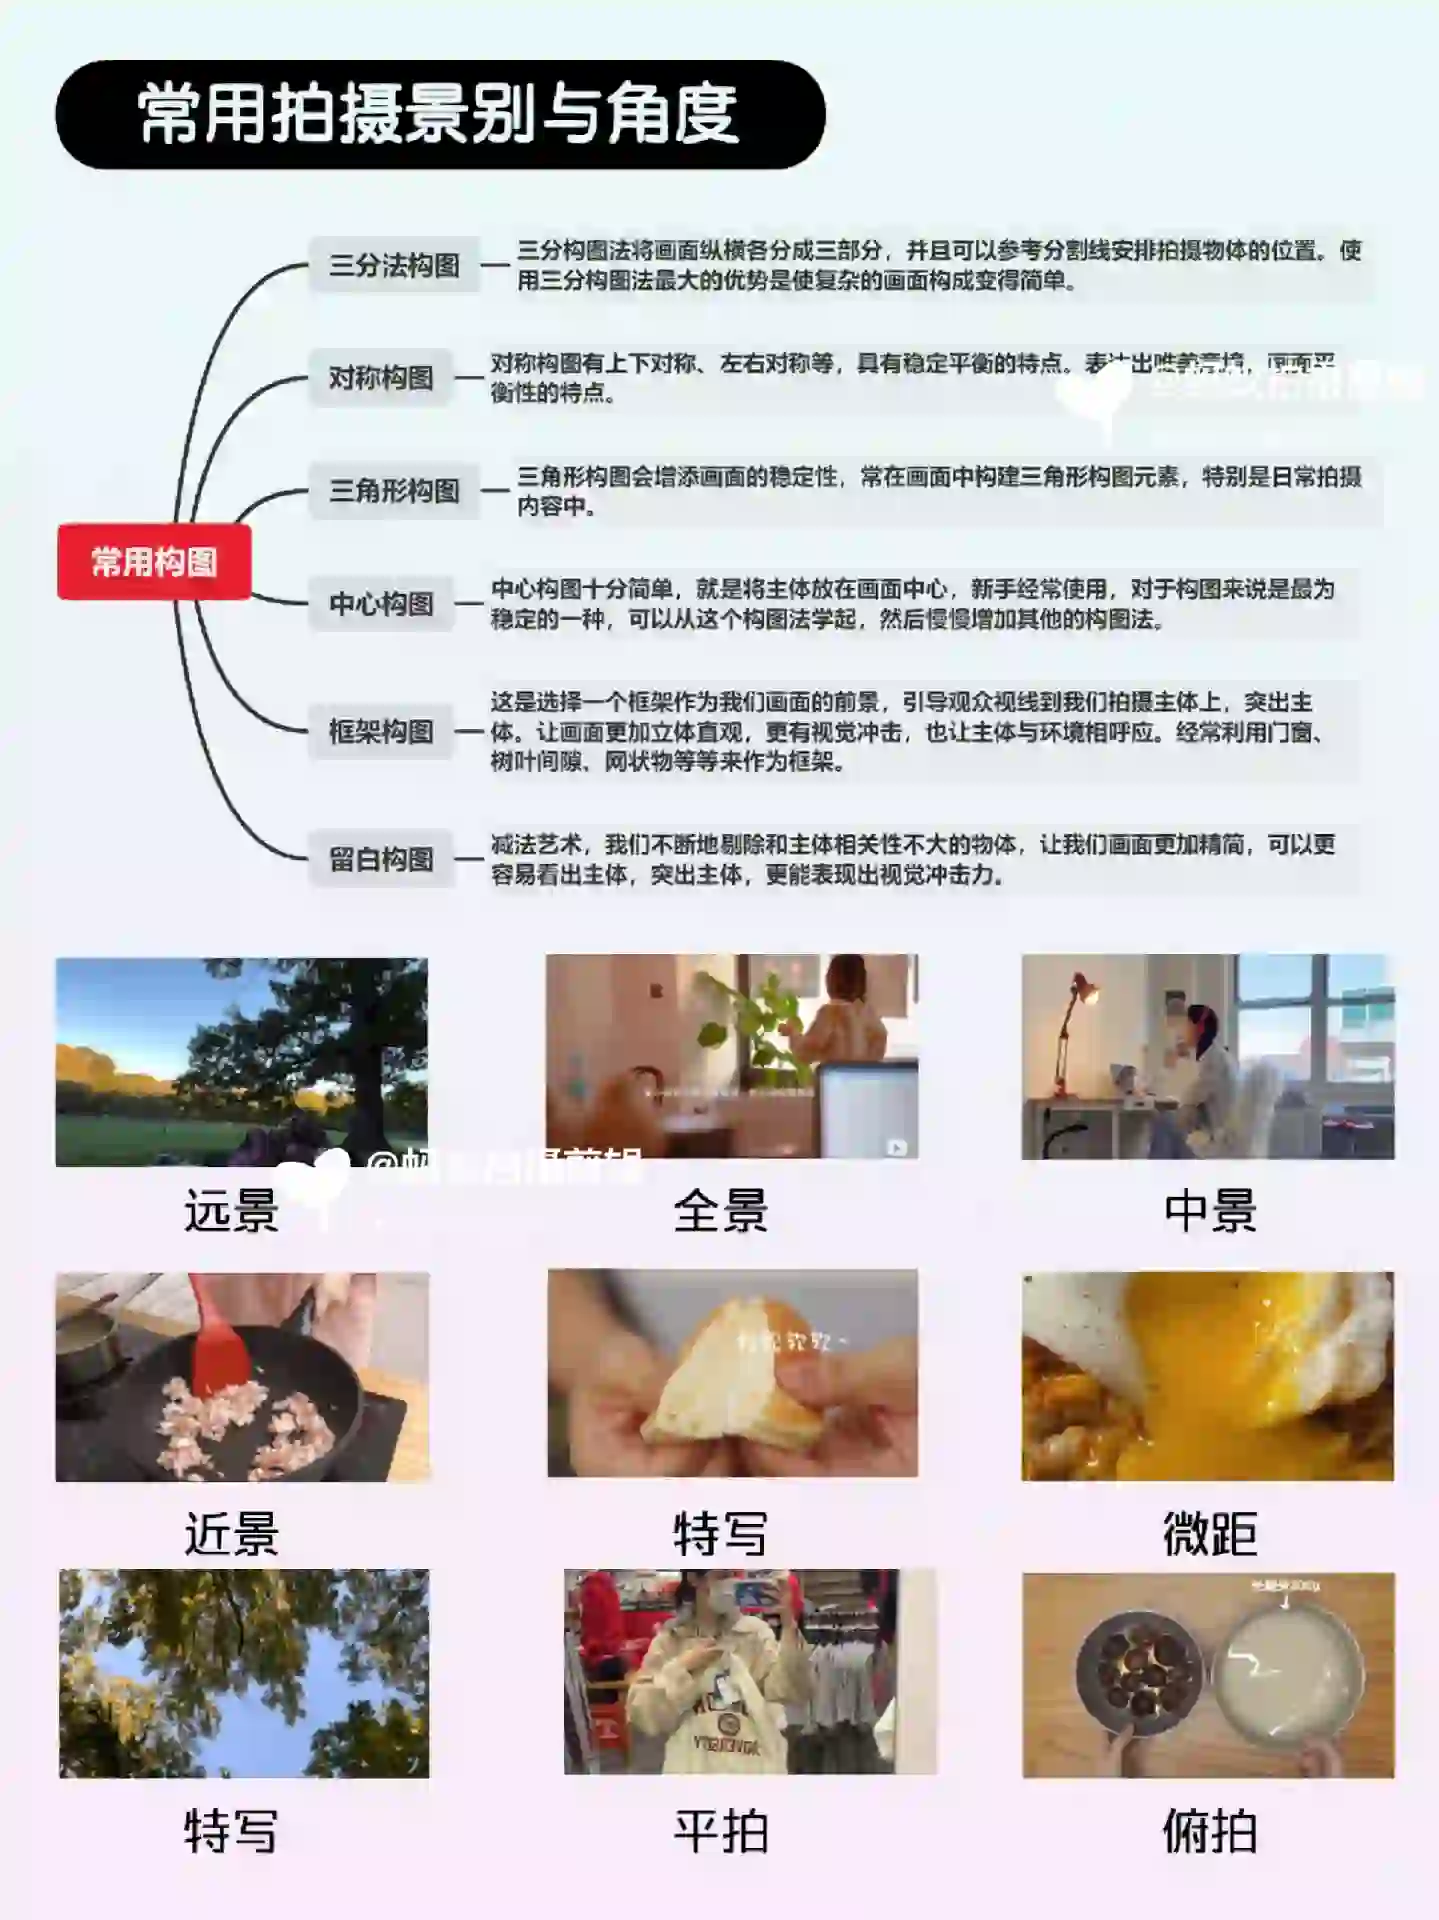 常用拍摄景别与角度
三分法构图
三分构图法将画面纵横各分成三部分，并且可以参考分割线安排拍摄物体的位置。使
用三分构图法最大的优势是使复杂的画面构成变得简单。
对称构图
对称构图有上下对称、左右对称等，具有稳定平衡的特点。表达出唯美意境，画面平
衡性的特点。
三角形构图
三角形构图会增添画面的稳定性，常在画面中构建三角形构图元素，特别是日常拍摄
内容中。
常用构图
中心构图
中心构图十分简单，就是将主体放在画面中心，新手经常使用，对于构图来说是最为
稳定的一种，可以从这个构图法学起，然后慢慢增加其他的构图法。
框架构图
这是选择一个框架作为我们画面的前景，引导观众视线到我们拍摄主体上，突出主
体。让画面更加立体直观，更有视觉冲击，也让主体与环境相呼应。经常利用门窗、
树叶间隙、网状物等等来作为框架。
留白构图
减法艺术，我们不断地剔除和主体相关性不大的物体，让我们画面更加精简，可以更
容易看出主体，突出主体，更能表现出视觉冲击力。
远景
全景
中景
软软~
近景
特写
微距
特写
平拍
俯拍